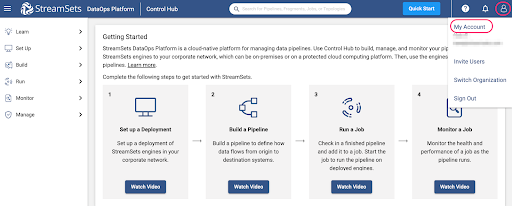 StreamSets DataOps Platform Control Hub
Search for Pipelines, Fragments, Jobs, or Topologies
Quick Start
My Account
Invite Users
Switch Organization
Sign Out
Learn
Set Up
Build
Run
Monitor
Manage
Getting Started
StreamSets DataOps Platform is a cloud-native platform for managing data pipelines. Use Control Hub to build, manage, and monitor your
StreamSets engines to your corporate network, which can be on-premises or on a protected cloud computing platform. Then, use the engines
pipelines. Learn more.
Complete the following steps to get started with StreamSets.
1
Set up a Deployment
Set up a deployment of
StreamSets engines in your
corporate network.
Watch Video
2
Build a Pipeline
Build a pipeline to define how
data flows from origin to
destination systems.
Watch Video
3
Run a Job
Check in a finished pipeline
and add it to a job. Start the
job to run the pipeline on
deployed engines.
Watch Video
4
Monitor a Job
Monitor the health and
performance of a job as the
pipeline runs.
Watch Video